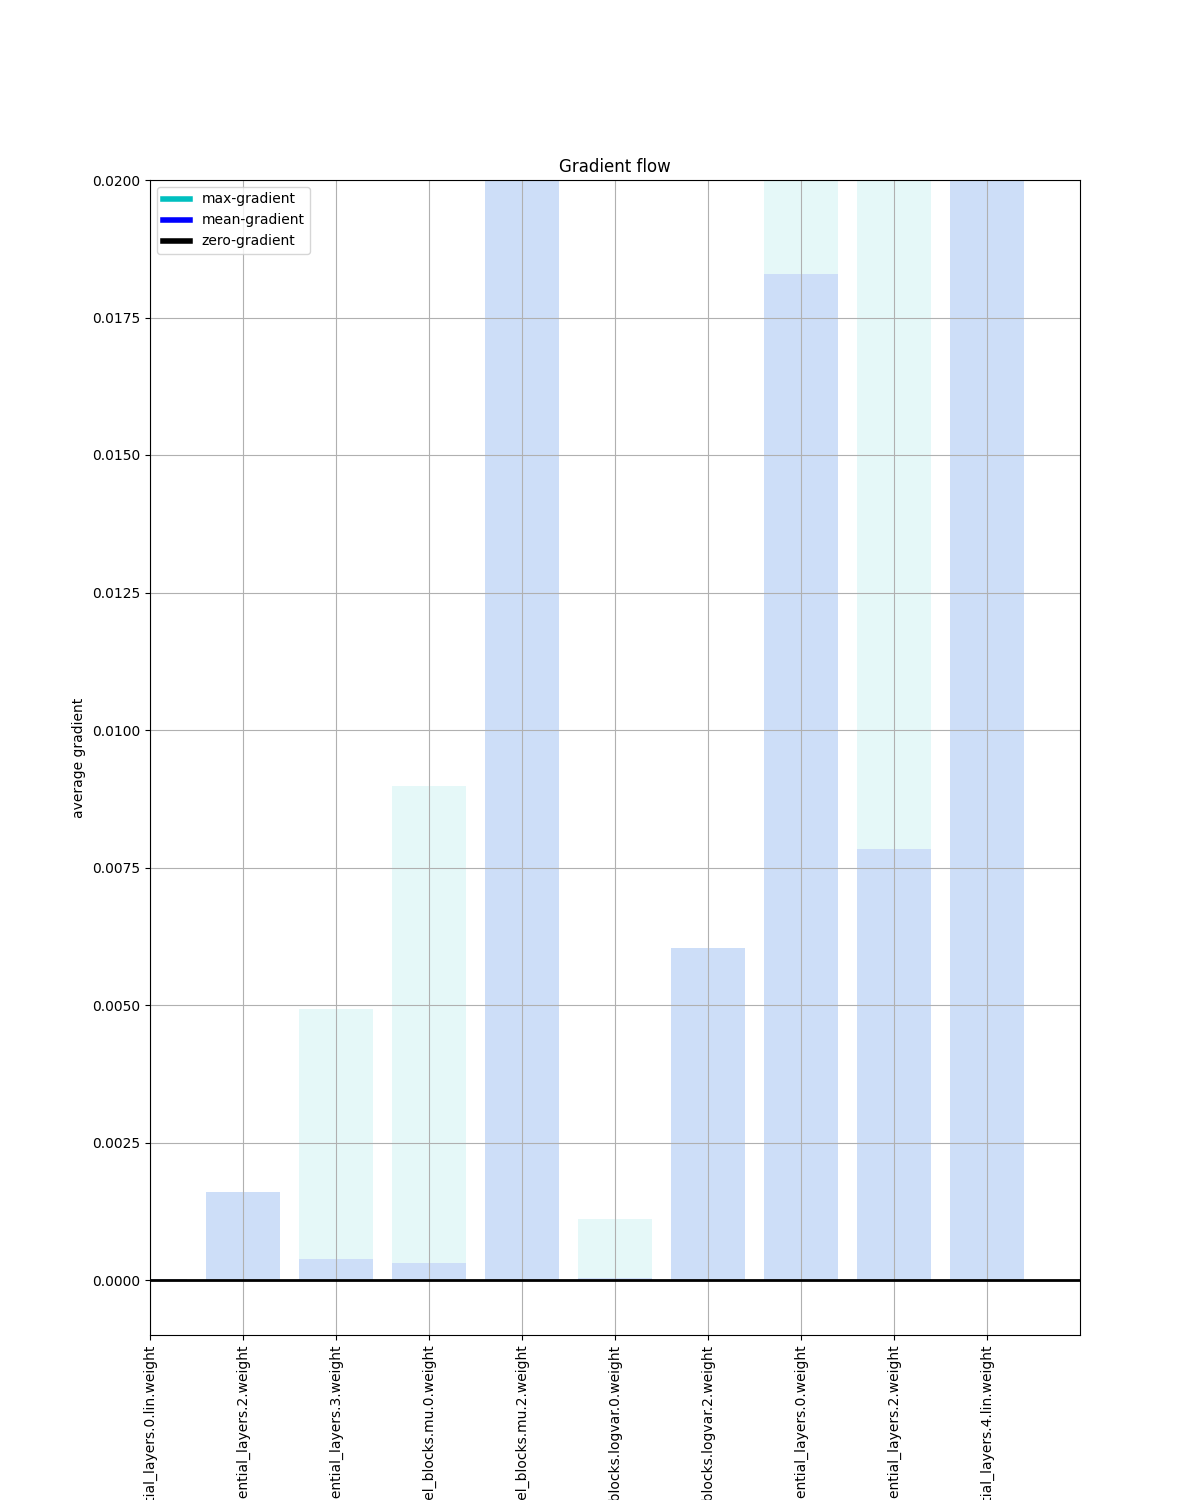 Gradient flow
max-gradient
mean-gradient
zero-gradient
0.0200
0.0175
0.0150
0.0125
0.0100
0.0075
0.0050
0.0025
0.0000
average gradient
tial_layers.0.lin.weight
ential_layers.2.weight
ential_layers.3.weight
el_blocks.mu.0.weight
el_blocks.mu.2.weight
blocks.logvar.0.weight
blocks.logvar.2.weight
ential_layers.0.weight
ential_layers.2.weight
tial_layers.4.lin.weight